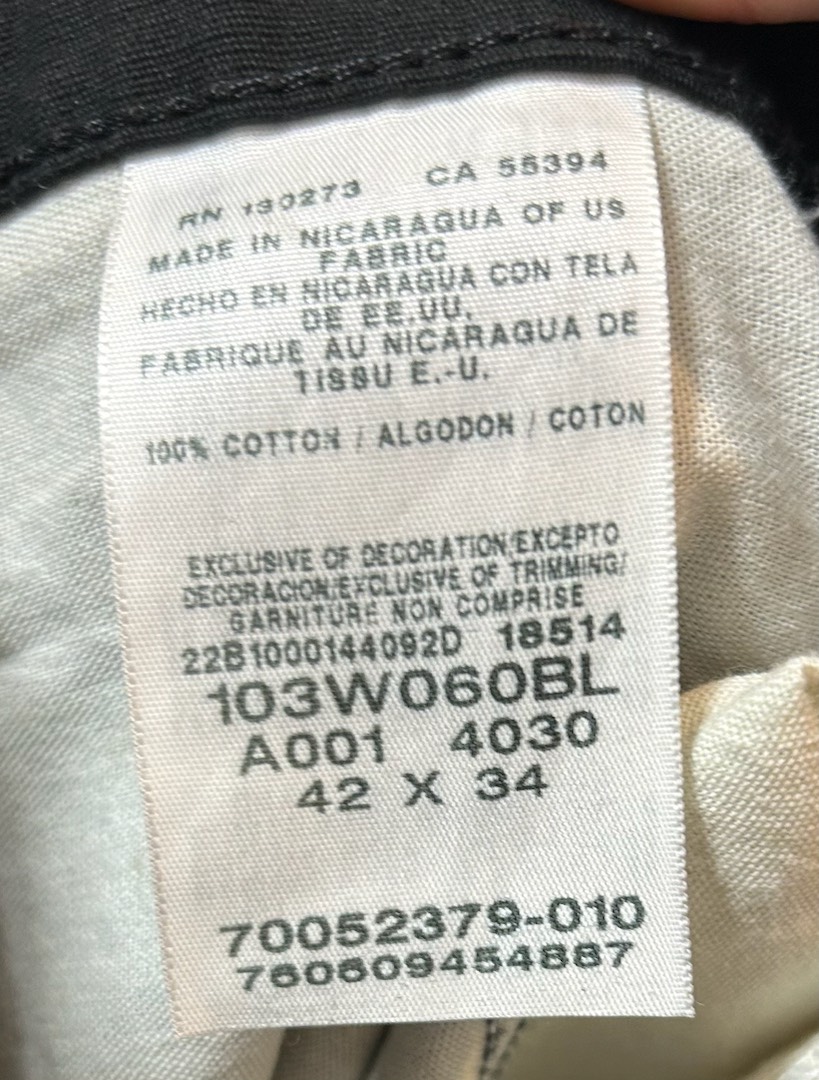 RN 130273 CA 55394
MADE IN NICARAGUA OF US
FABRIC
HECHO EN NICARAGUA CON TELA
DE EE.UU.
FABRIQUE AU NICARAGUA DE
TISSU E.-U.
100% COTTON / ALGODON / COTON
EXCLUSIVE OF DECORATION/EXCEPTO
DECORACION/EXCLUSIVE OF TRIMMING/
GARNITURE NON COMPRISE
22B1000144092D 18514
103W060BL
A001 4030
42 X 34
70052379-010
760609454887